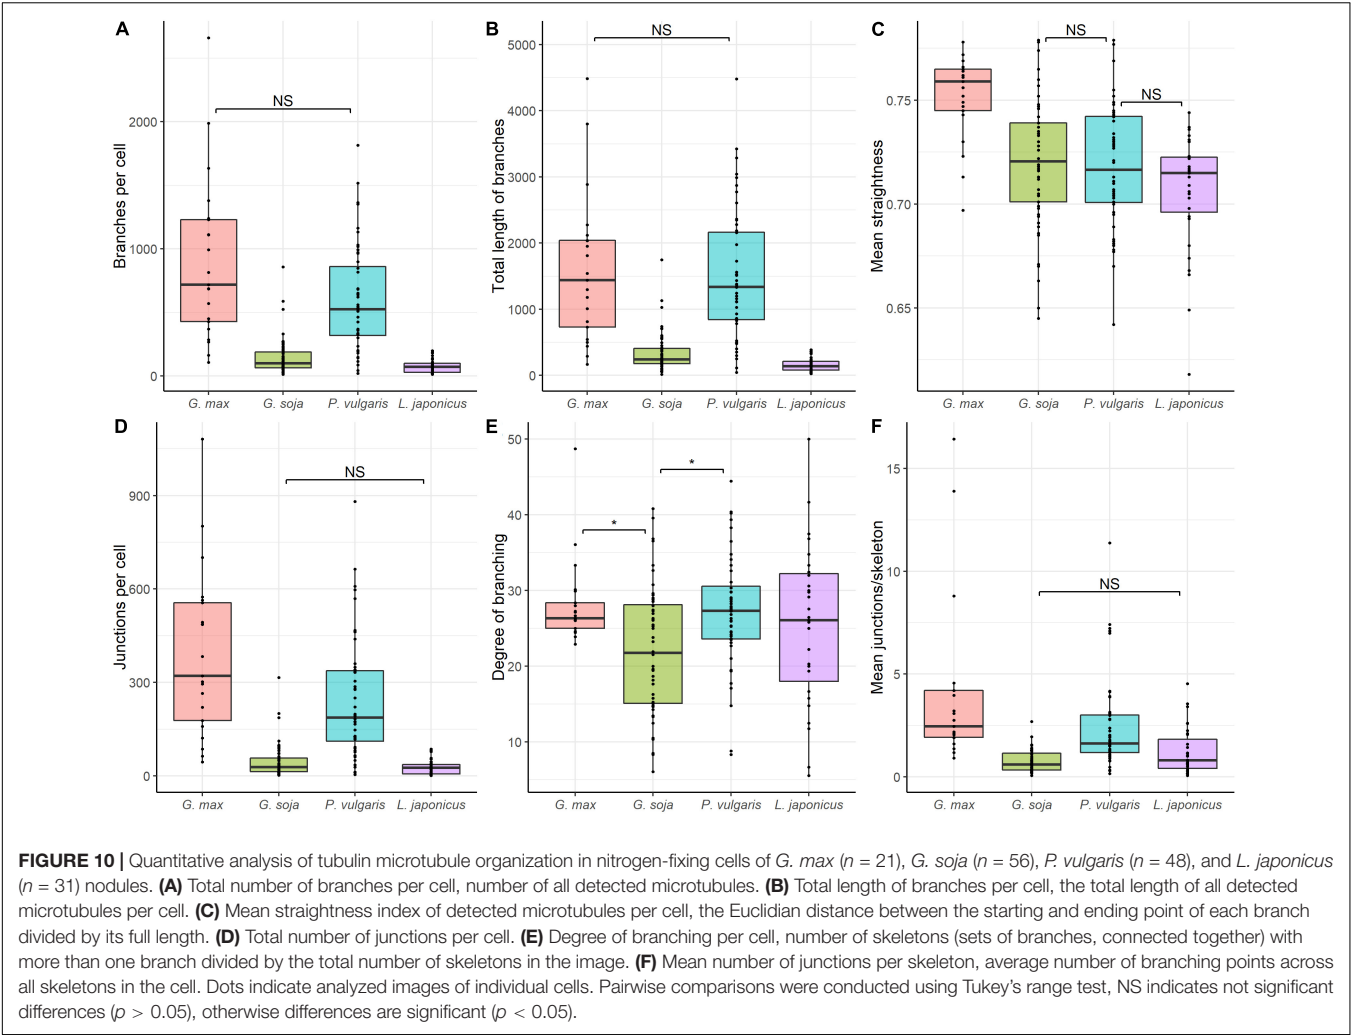 A
B
C
NS
NS
NS
NS
Branches per cell
Total length of branches
Mean straightness
2000
1000
0
5000
4000
3000
2000
1000
0
0.75
0.70
0.65
G. max G. soja P. vulgaris L. japonicus
G. max G. soja P. vulgaris L. japonicus
G. max G. soja P. vulgaris L. japonicus
D
E
F
NS
*
*
NS
Junctions per cell
Degree of branching
Mean junctions/skeleton
900
600
300
0
50
40
30
20
10
15
10
5
0
G. max G. soja P. vulgaris L. japonicus
G. max G. soja P. vulgaris L. japonicus
G. max G. soja P. vulgaris L. japonicus
FIGURE 10 | Quantitative analysis of tubulin microtubule organization in nitrogen-fixing cells of G. max (n = 21), G. soja (n = 56), P. vulgaris (n = 48), and L. japonicus
(n = 31) nodules. (A) Total number of branches per cell, number of all detected microtubules. (B) Total length of branches per cell, the total length of all detected
microtubules per cell. (C) Mean straightness index of detected microtubules per cell, the Euclidian distance between the starting and ending point of each branch
divided by its full length. (D) Total number of junctions per cell. (E) Degree of branching per cell, number of skeletons (sets of branches, connected together) with
more than one branch divided by the total number of skeletons in the image. (F) Mean number of junctions per skeleton, average number of branching points across
all skeletons in the cell. Dots indicate analyzed images of individual cells. Pairwise comparisons were conducted using Tukey's range test, NS indicates not significant
differences (p > 0.05), otherwise differences are significant (p < 0.05).